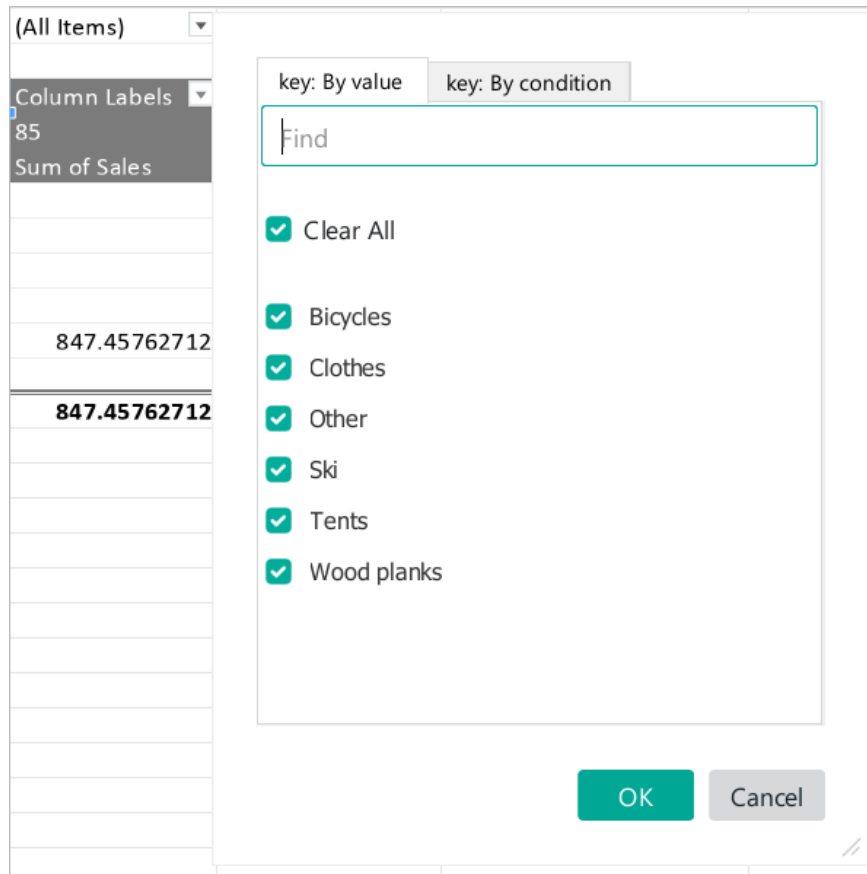 (All Items)
Column Labels
85
Sum of Sales
847.45762712
847.45762712
key: By value
key: By condition
Find
Clear All
Bicycles
Clothes
Other
Ski
Tents
Wood planks
OK
Cancel